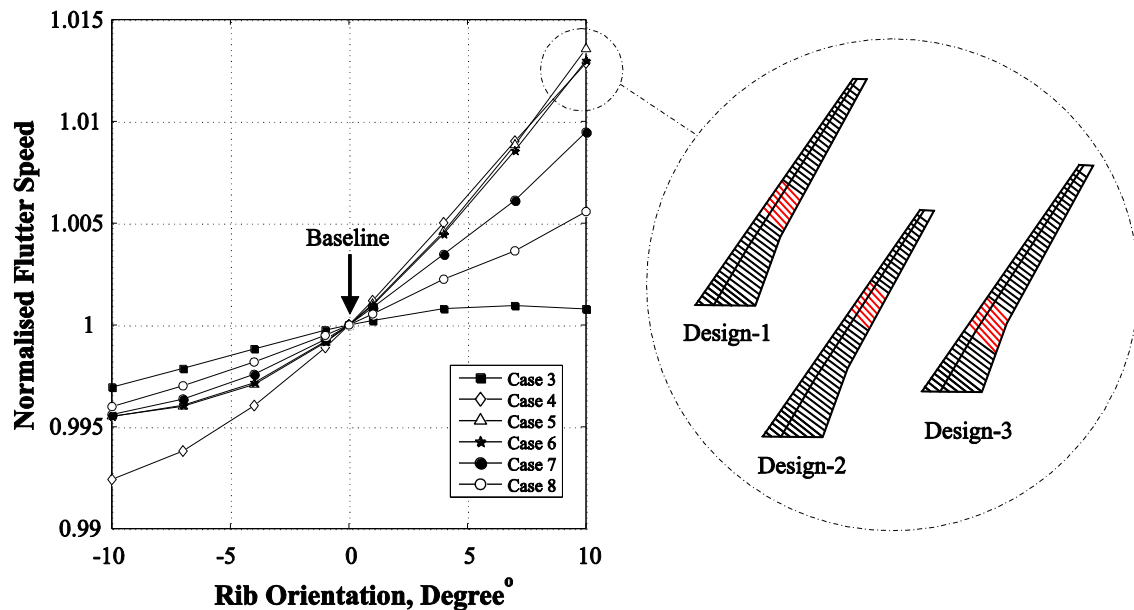 1.015
1.01
1.005
1
0.995
0.99
Normalised Flutter Speed
-10
-5
0
5
10
Rib Orientation, Degree°
Baseline
Case 3
Case 4
Case 5
Case 6
Case 7
Case 8
Design-1
Design-2
Design-3